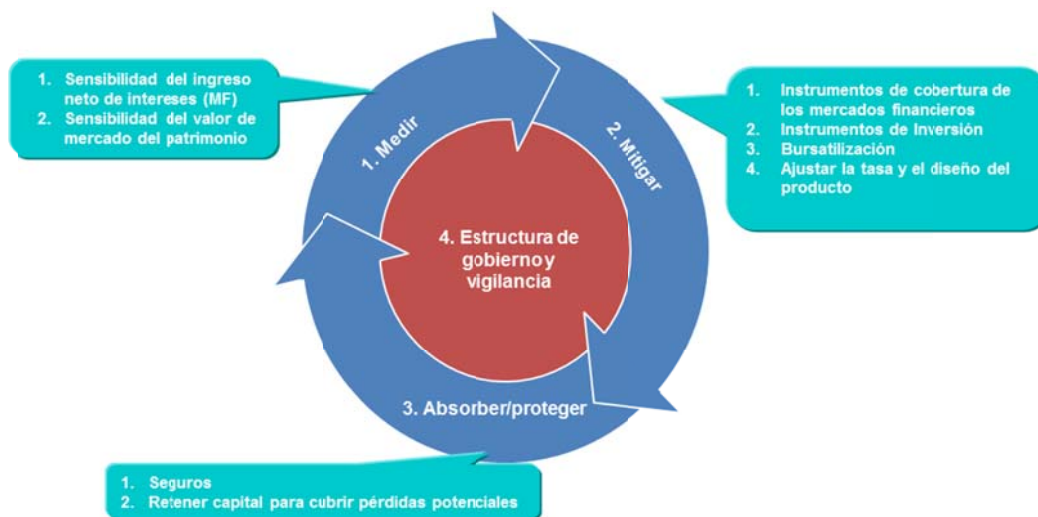 1. Sensibilidad del ingreso
neto de intereses (MF)
2. Sensibilidad del valor de
mercado del patrimonio
1. Medir
2. Mitigar
1. Instrumentos de cobertura de
los mercados financieros
2. Instrumentos de Inversión
3. Bursatilización
4. Ajustar la tasa y el diseño del
producto
4. Estructura de
gobierno y
vigilancia
3. Absorber/proteger
1. Seguros
2. Retener capital para cubrir pérdidas potenciales